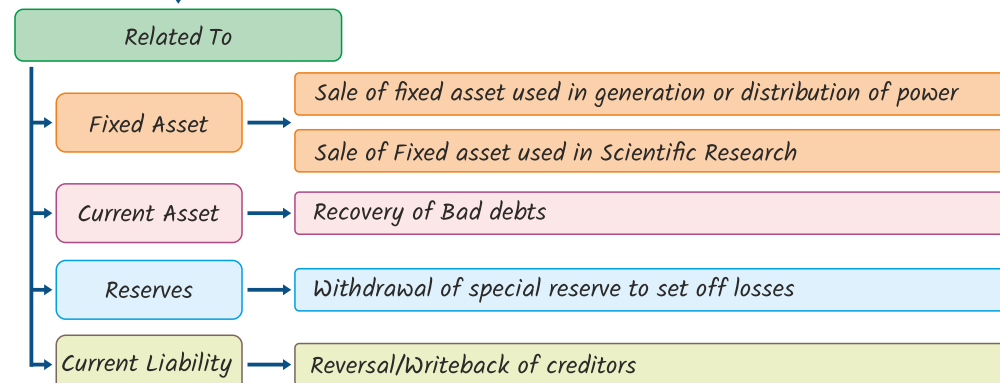 Related To
Fixed Asset
Sale of fixed asset used in generation or distribution of power
Sale of Fixed asset used in Scientific Research
Current Asset
Recovery of Bad debts
Reserves
Withdrawal of special reserve to set off losses
Current Liability
Reversal/Writeback of creditors